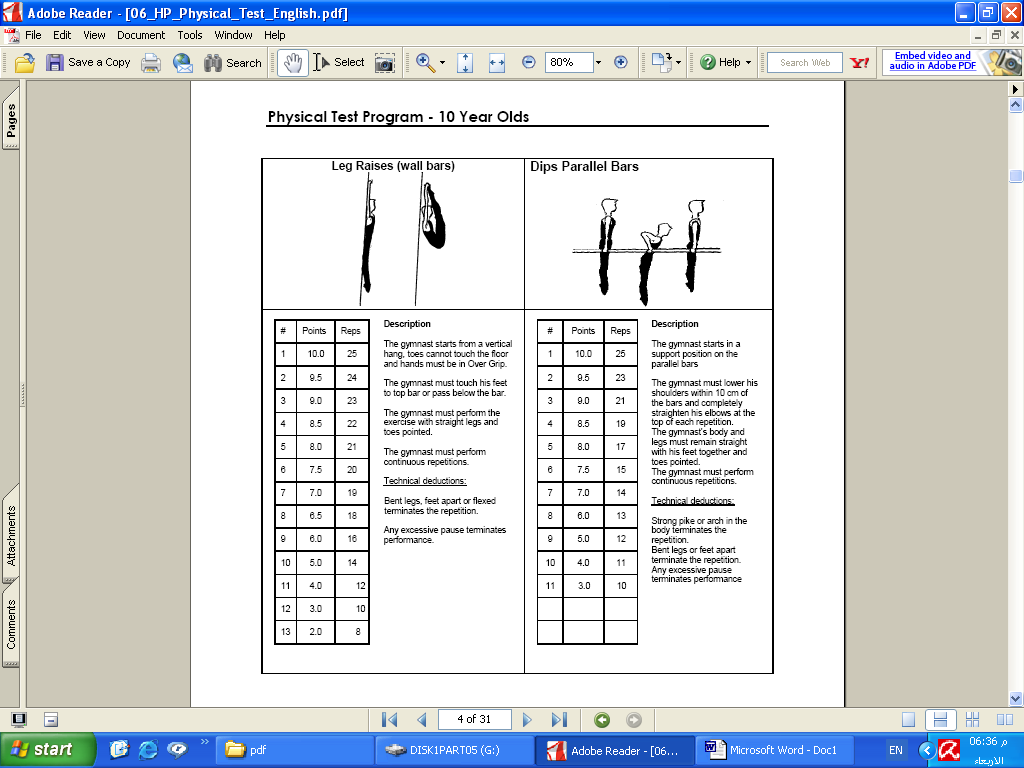 Adobe Reader - [06_HP_Physical_Test_English.pdf]
File Edit View Document Tools Window Help
Save a Copy Search Select 80% Help Search Web Y! Embed video and
audio in Adobe PDF
Pages
Attachments
Comments
Physical Test Program - 10 Year Olds
Leg Raises (wall bars)
# Points Reps
1 10.0 25
2 9.5 24
3 9.0 23
4 8.5 22
5 8.0 21
6 7.5 20
7 7.0 19
8 6.5 18
9 6.0 16
10 5.0 14
11 4.0 12
12 3.0 10
13 2.0 8
Description
The gymnast starts from a vertical
hang, toes cannot touch the floor
and hands must be in Over Grip.
The gymnast must touch his feet
to top bar or pass below the bar.
The gymnast must perform the
exercise with straight legs and
toes pointed.
The gymnast must perform
continuous repetitions.
Technical deductions:
Bent legs, feet apart or flexed
terminates the repetition.
Any excessive pause terminates
performance.
Dips Parallel Bars
# Points Reps
1 10.0 25
2 9.5 23
3 9.0 21
4 8.5 19
5 8.0 17
6 7.5 15
7 7.0 14
8 6.0 13
9 5.0 12
10 4.0 11
11 3.0 10
Description
The gymnast starts in a
support position on the
parallel bars
The gymnast must lower his
shoulders within 10 cm of
the bars and completely
straighten his elbows at the
top of each repetition.
The gymnast's body and
legs must remain straight
with his feet together and
toes pointed.
The gymnast must perform
continuous repetitions.
Technical deductions:
Strong pike or arch in the
body terminates the
repetition.
Bent legs or feet apart
terminate the repetition.
Any excessive pause
terminates performance
4 of 31
start pdf DISK1PART05 (G:) Adobe Reader - [06... Microsoft Word - Doc1 EN 06:36 م
الاربعاء